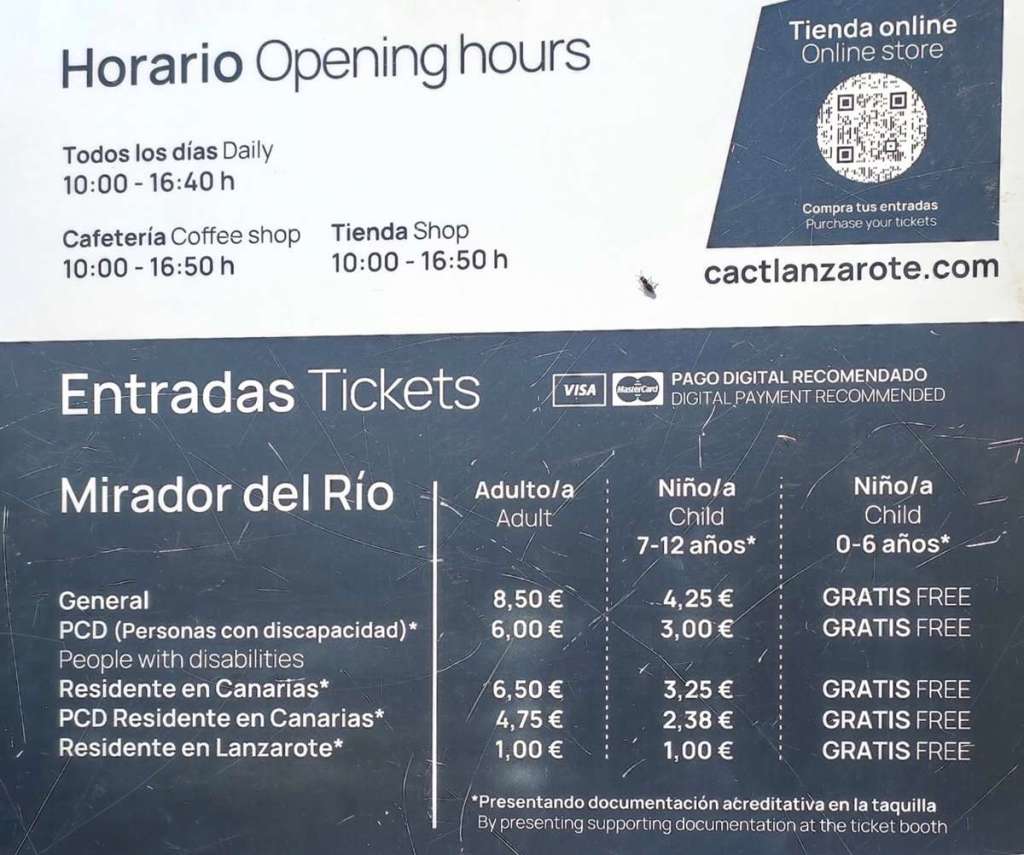 Horario Opening hours
Tienda online
Online store
Todos los días Daily
10:00 - 16:40 h
Cafetería Coffee shop
10:00 - 16:50 h
Tienda Shop
10:00 - 16:50 h
Compra tus entradas
Purchase your tickets
cactlanzarote.com
Entradas Tickets
VISA MasterCard PAGO DIGITAL RECOMENDADO
DIGITAL PAYMENT RECOMMENDED
Mirador del Río
Adulto/a
Adult
Niño/a
Child
7-12 años*
Niño/a
Child
0-6 años*
General 8,50 € 4,25 € GRATIS FREE
PCD (Personas con discapacidad)* 6,00 € 3,00 € GRATIS FREE
People with disabilities
Residente en Canarias* 6,50 € 3,25 € GRATIS FREE
PCD Residente en Canarias* 4,75 € 2,38 € GRATIS FREE
Residente en Lanzarote* 1,00 € 1,00 € GRATIS FREE
*Presentando documentación acreditativa en la taquilla
By presenting supporting documentation at the ticket booth